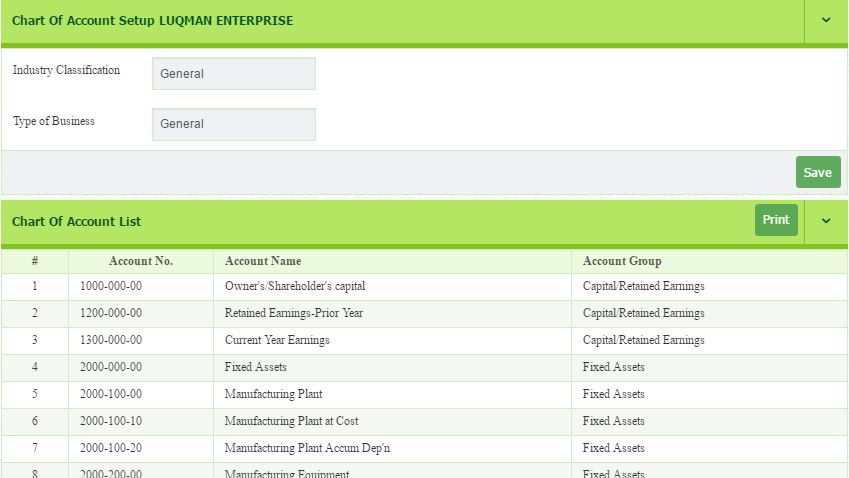 Chart Of Account Setup LUQMAN ENTERPRISE
Industry Classification General
Type of Business General
Save
Chart Of Account List Print
# Account No. Account Name Account Group
1 1000-000-00 Owner's/Shareholder's capital Capital/Retained Earnings
2 1200-000-00 Retained Earnings-Prior Year Capital/Retained Earnings
3 1300-000-00 Current Year Earnings Capital/Retained Earnings
4 2000-000-00 Fixed Assets Fixed Assets
5 2000-100-00 Manufacturing Plant Fixed Assets
6 2000-100-10 Manufacturing Plant at Cost Fixed Assets
7 2000-100-20 Manufacturing Plant Accum Dep'n Fixed Assets
8 2000-200-00 Manufacturing Equipment Fixed Assets